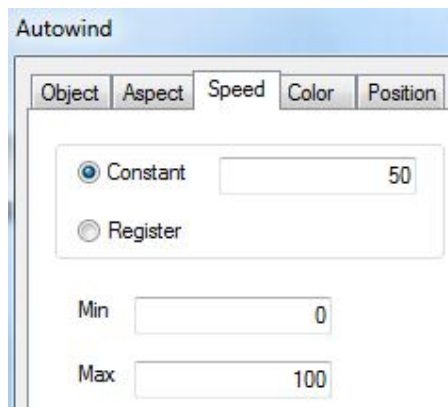 Autowind
Object Aspect Speed Color Position
Constant 50
Register
Min 0
Max 100